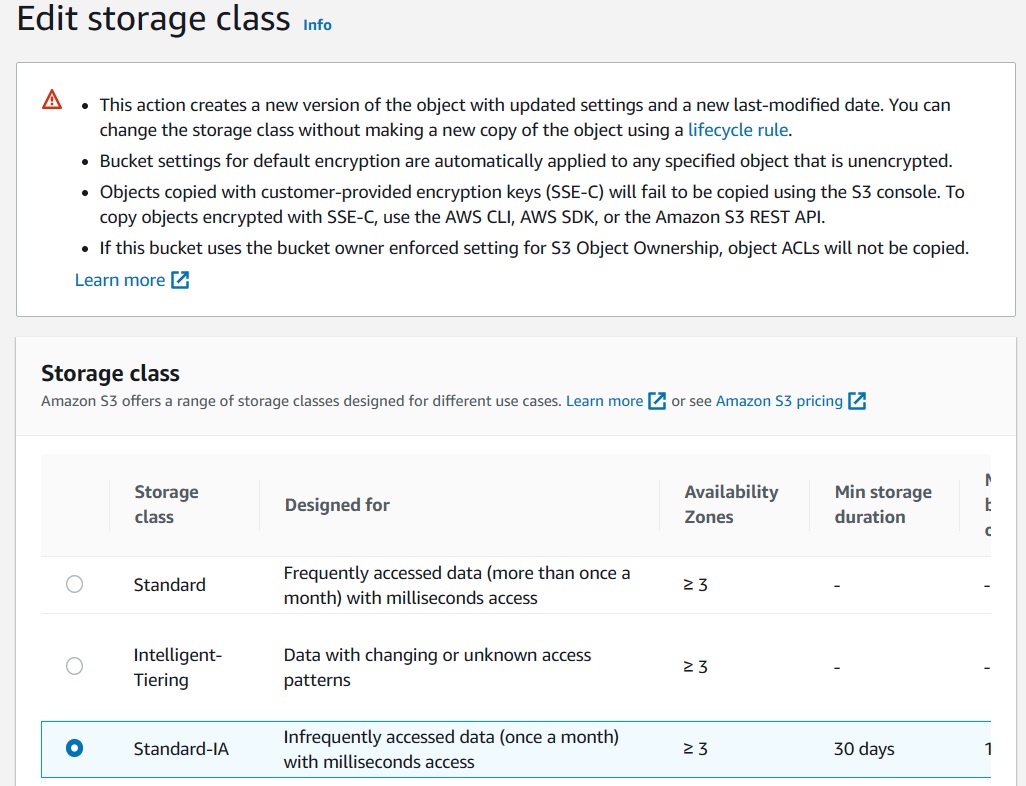 Edit storage class Info
• This action creates a new version of the object with updated settings and a new last-modified date. You can
change the storage class without making a new copy of the object using a lifecycle rule.
• Bucket settings for default encryption are automatically applied to any specified object that is unencrypted.
• Objects copied with customer-provided encryption keys (SSE-C) will fail to be copied using the S3 console. To
copy objects encrypted with SSE-C, use the AWS CLI, AWS SDK, or the Amazon S3 REST API.
• If this bucket uses the bucket owner enforced setting for S3 Object Ownership, object ACLs will not be copied.
Learn more
Storage class
Amazon S3 offers a range of storage classes designed for different use cases. Learn more or see Amazon S3 pricing
Storage
class
Designed for
Availability
Zones
Min storage
duration
Standard
Frequently accessed data (more than once a
month) with milliseconds access
≥ 3
-
-
Intelligent-
Tiering
Data with changing or unknown access
patterns
≥ 3
-
-
Standard-IA
Infrequently accessed data (once a month)
with milliseconds access
≥ 3
30 days